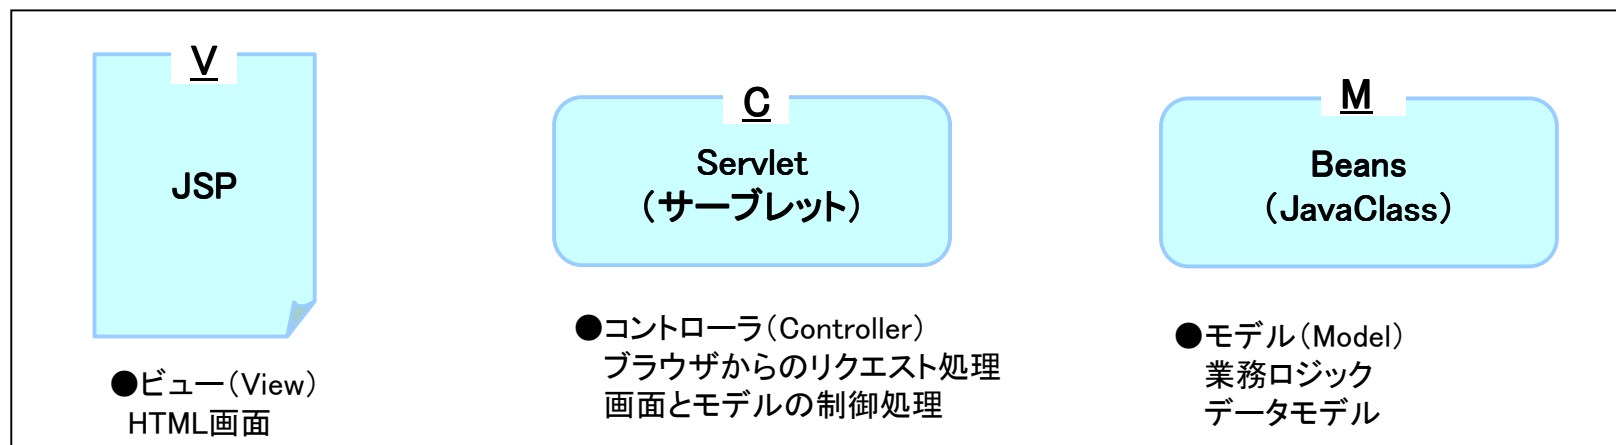 V
JSP
●ビュー(View)
HTML画面
C
Servlet
(サーブレット)
●コントローラ(Controller)
ブラウザからのリクエスト処理
画面とモデルの制御処理
M
Beans
(JavaClass)
●モデル(Model)
業務ロジック
データモデル